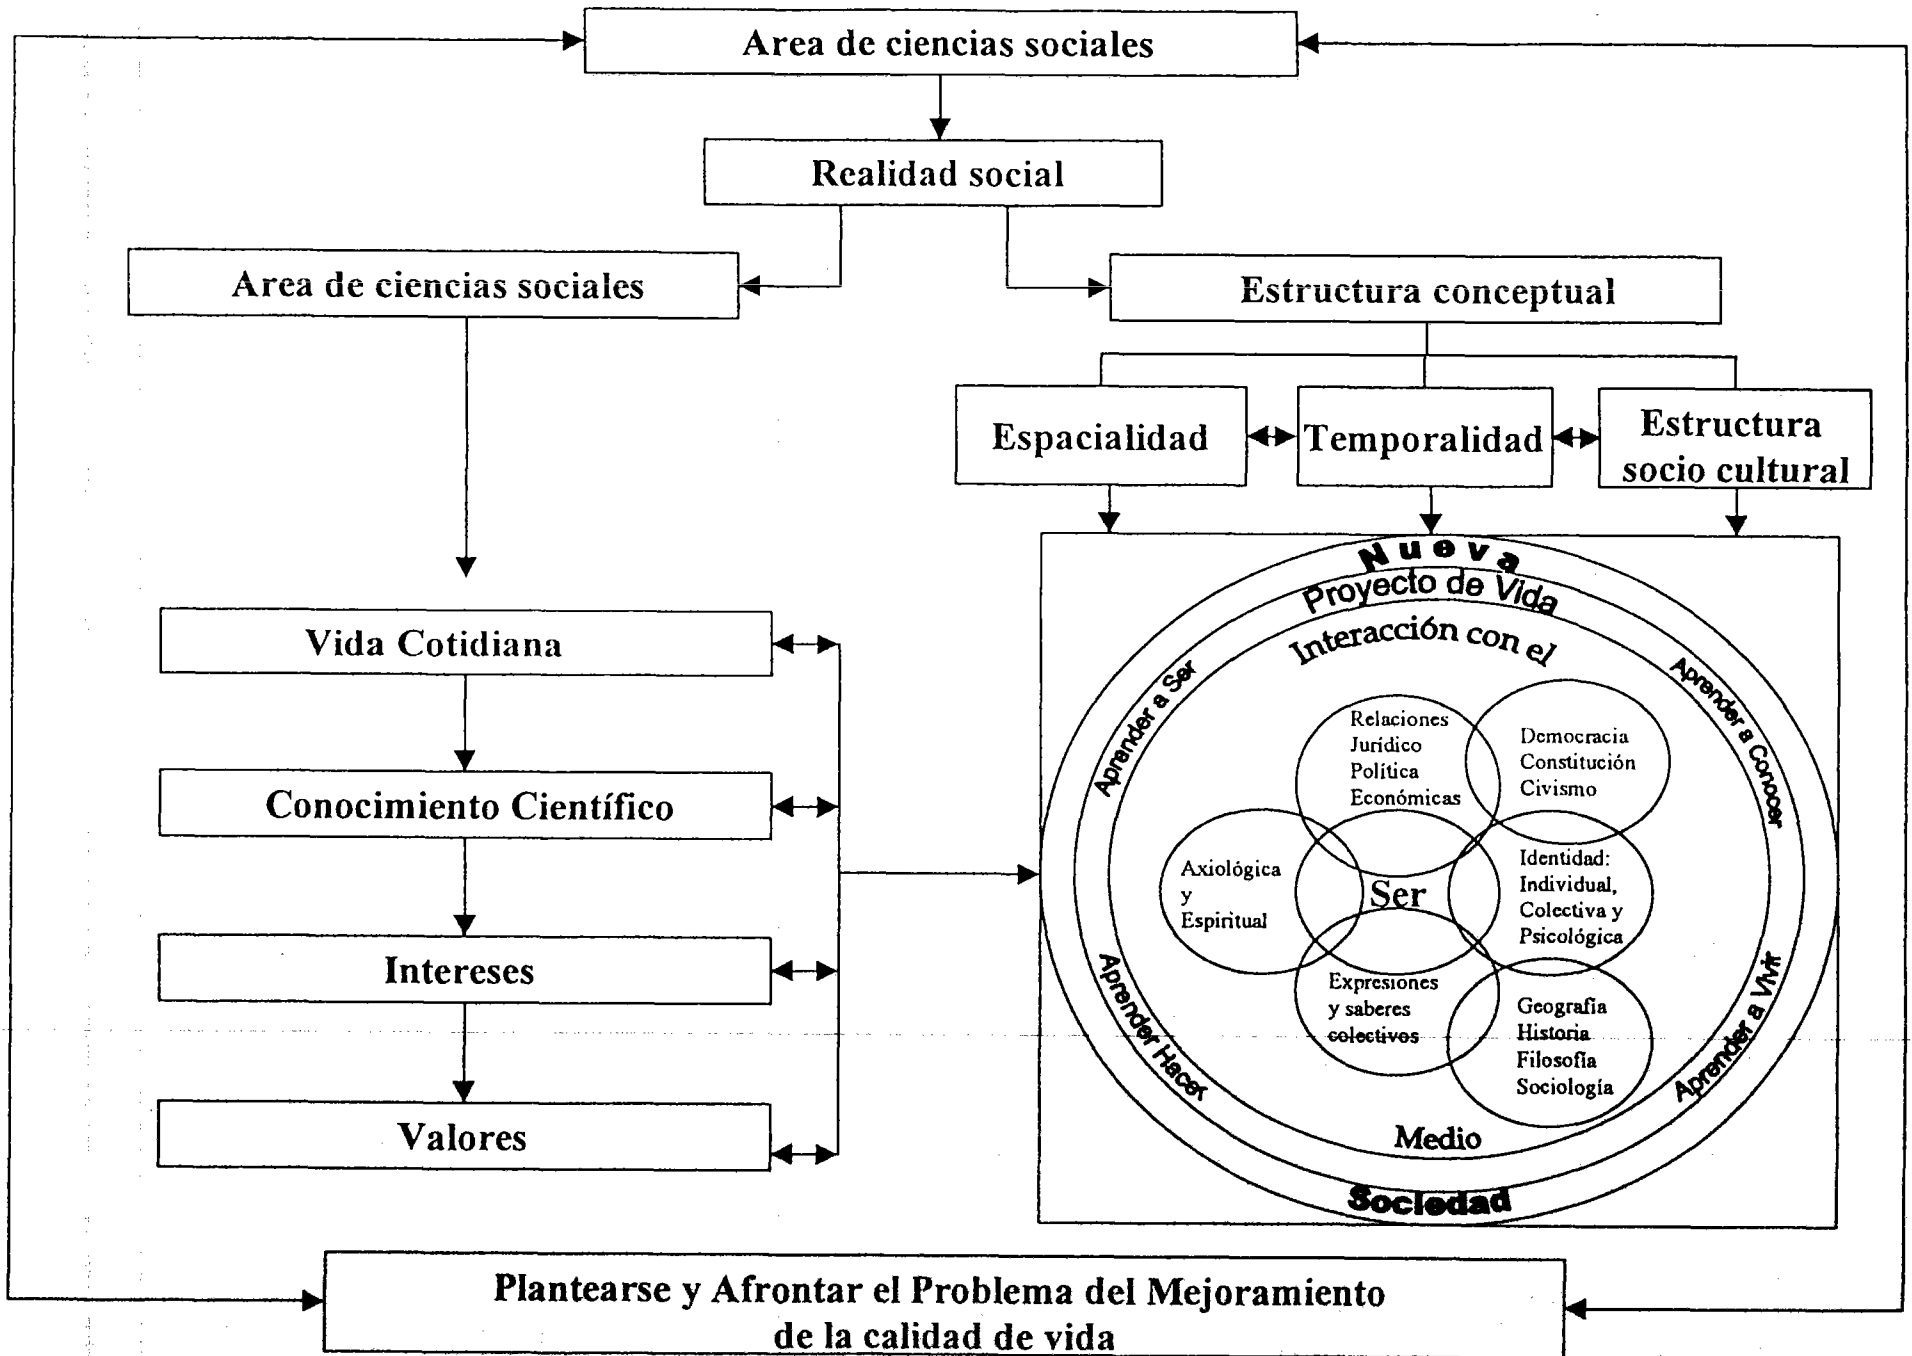 Area de ciencias sociales
Realidad social
Area de ciencias sociales
Estructura conceptual
Espacialidad
Temporalidad
Estructura
socio cultural
Vida Cotidiana
Conocimiento Científico
Intereses
Valores
Nueva
Proyecto de Vida
Interacción con el
Aprender a Ser
Aprender a Conocer
Relaciones
Jurídico
Política
Económicas
Democracia
Constitución
Civismo
Axiológica
y
Espiritual
Ser
Identidad:
Individual,
Colectiva y
Psicológica
Expresiones
y saberes
colectivos
Geografía
Historia
Filosofía
Sociología
Aprender Hacer
Aprender a Vivir
Medio
Sociedad
Plantearse y Afrontar el Problema del Mejoramiento
de la calidad de vida